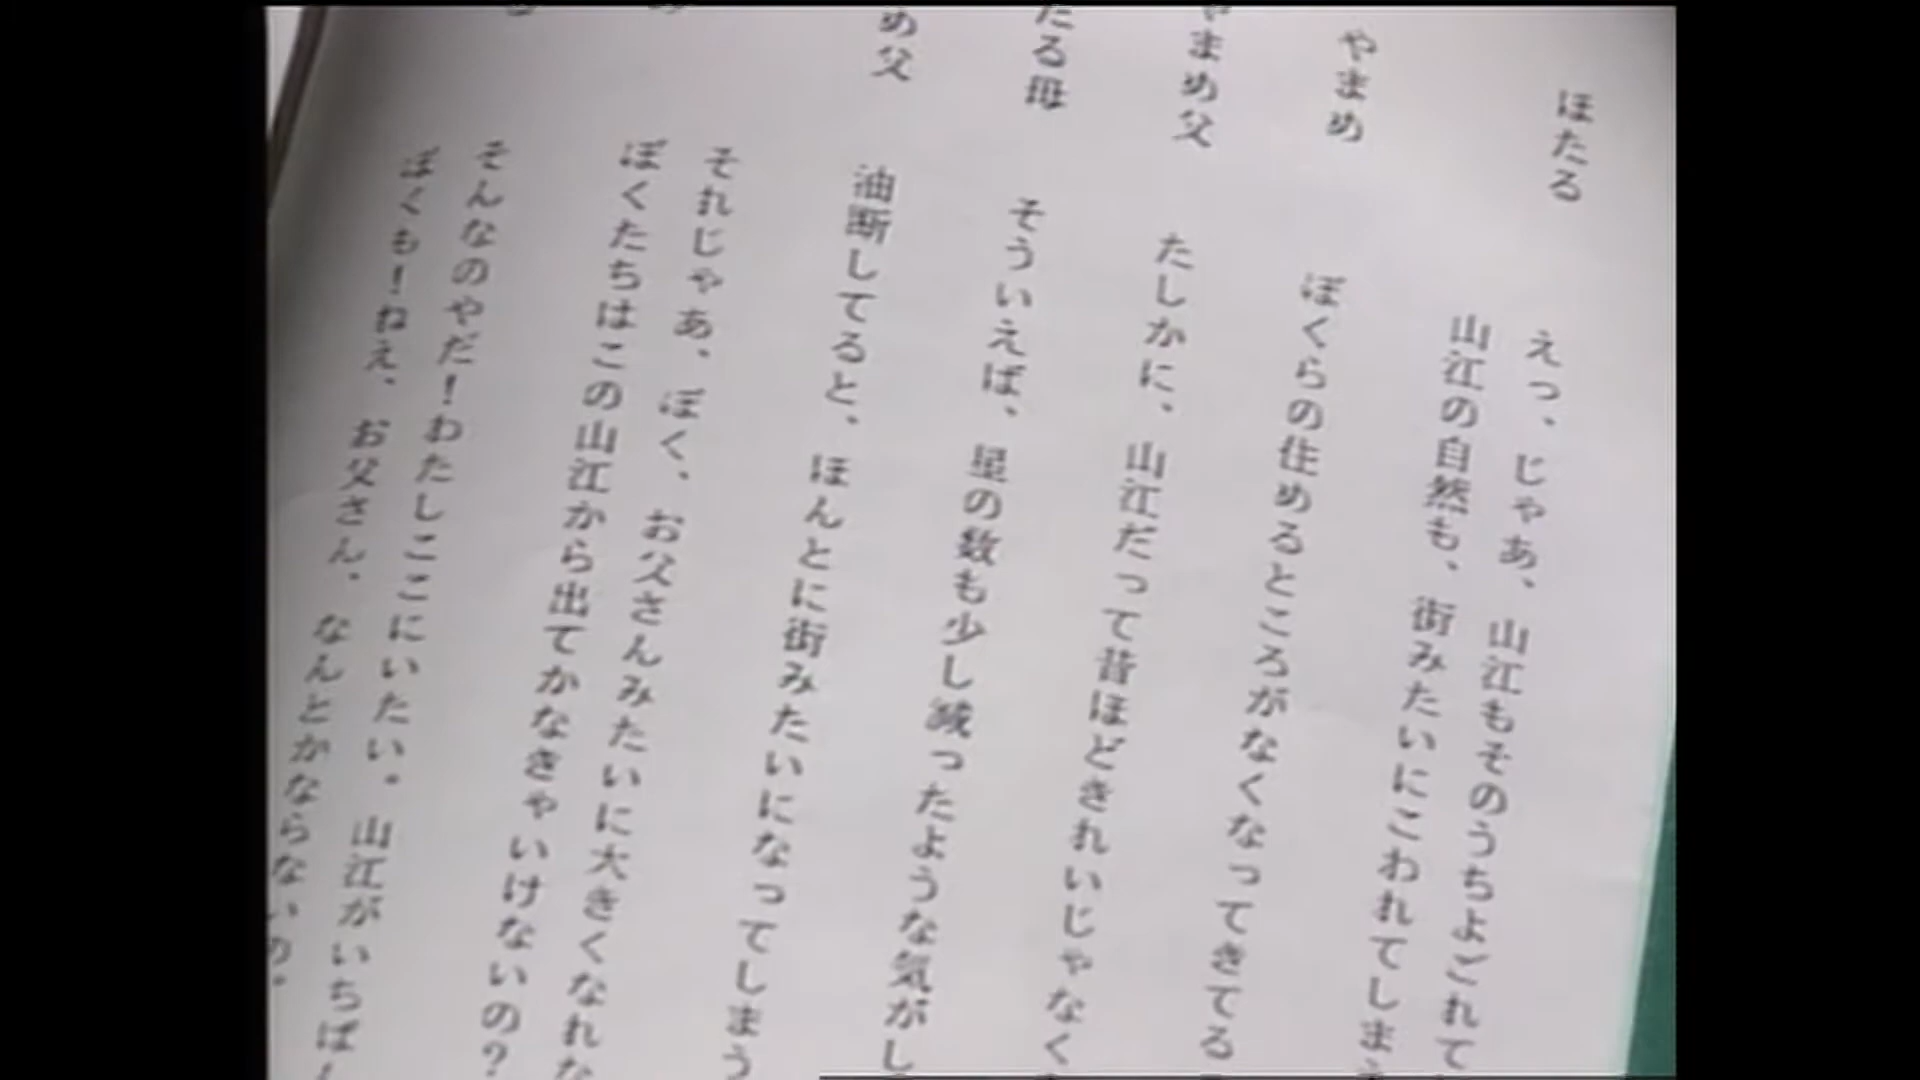 ほたる
えっ、じゃあ、山江もそのうちよごれて
山江の自然も、街みたいにこわれてしまう
やまめ
ぼくらの住めるところがなくなってきてる
やまめ父
たしかに、山江だって昔ほどきれいじゃなく
たる母
そういえば、星の数も少し減ったような気がし
め父
油断してると、ほんとに街みたいになってしまう
それじゃあ、ぼく、お父さんみたいに大きくなれな
ぼくたちはこの山江から出てかなきゃいけないの？
そんなのやだ！わたしここにいたい。山江がいちばん
ぼくも！ねえ、お父さん、なんとかならないの。